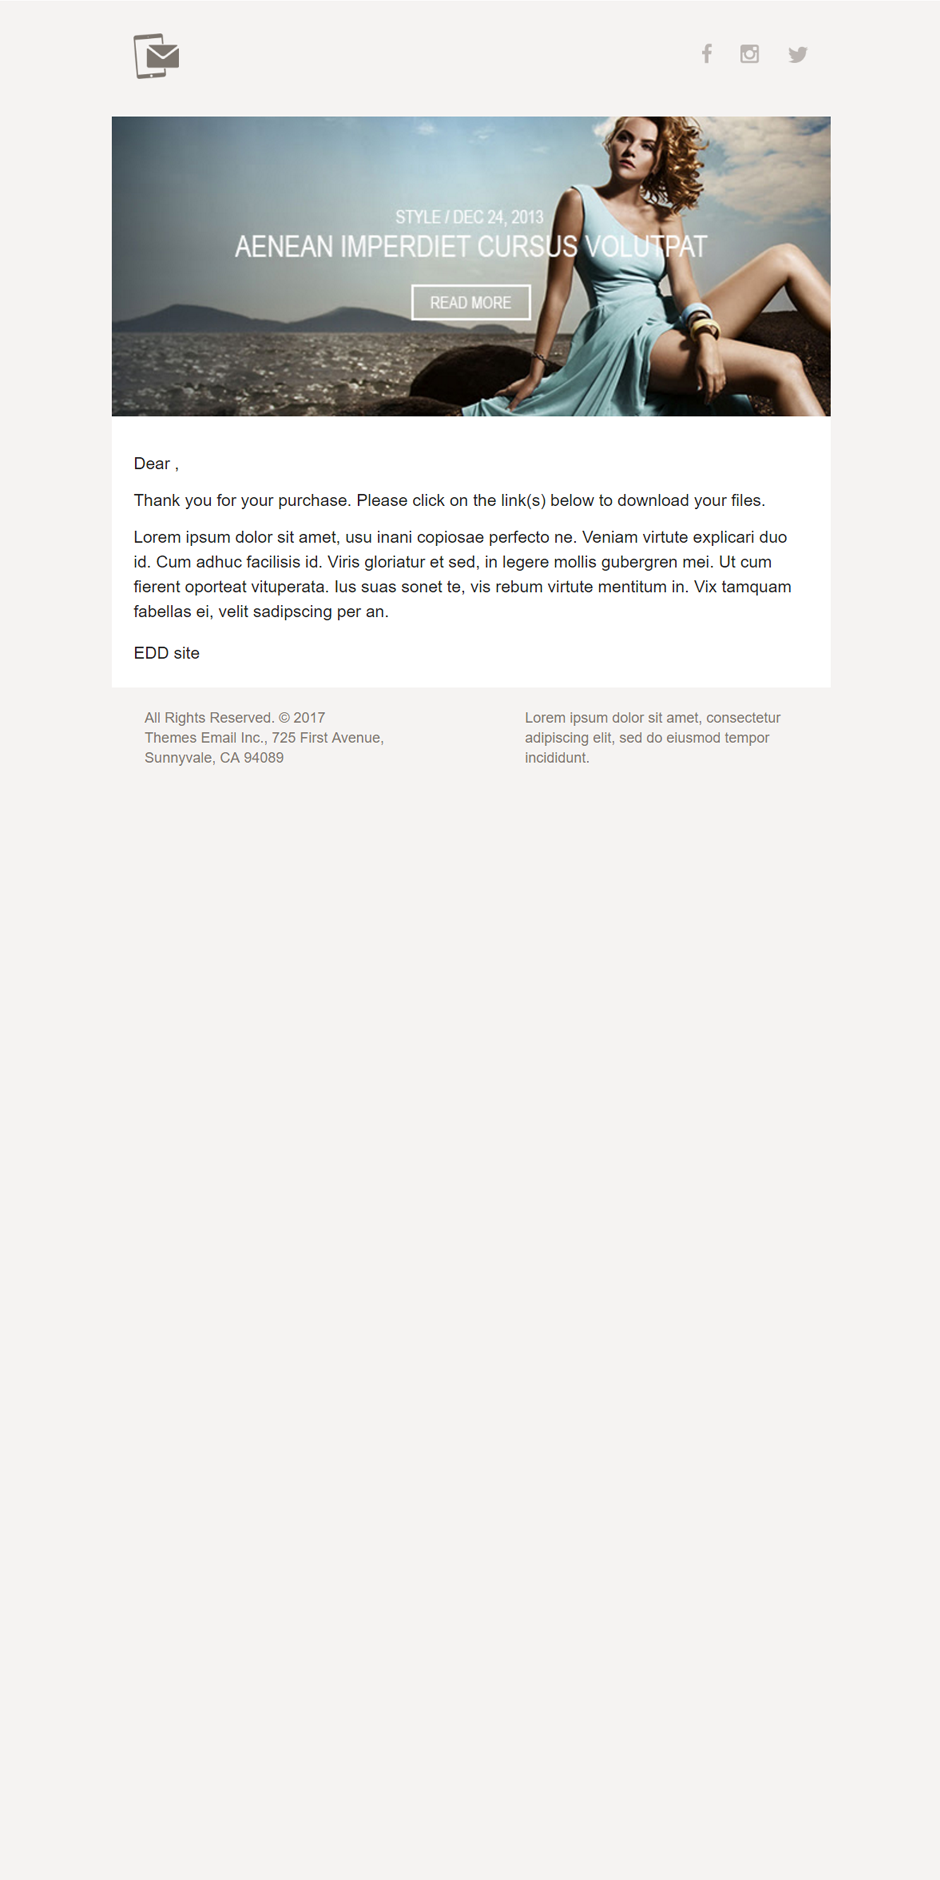 STYLE / DEC 24, 2013
AENEAN IMPERDIET CURSUS VOLUTPAT
READ MORE
Dear ,
Thank you for your purchase. Please click on the link(s) below to download your files.
Lorem ipsum dolor sit amet, usu inani copiosae perfecto ne. Veniam virtute explicari duo
id. Cum adhuc facilisis id. Viris gloriatur et sed, in legere mollis gubergren mei. Ut cum
fierent oporteat vituperata. Ius suas sonet te, vis rebum virtute mentitum in. Vix tamquam
fabellas ei, velit sadipscing per an.
EDD site
All Rights Reserved. © 2017
Themes Email Inc., 725 First Avenue,
Sunnyvale, CA 94089
Lorem ipsum dolor sit amet, consectetur
adipiscing elit, sed do eiusmod tempor
incididunt.